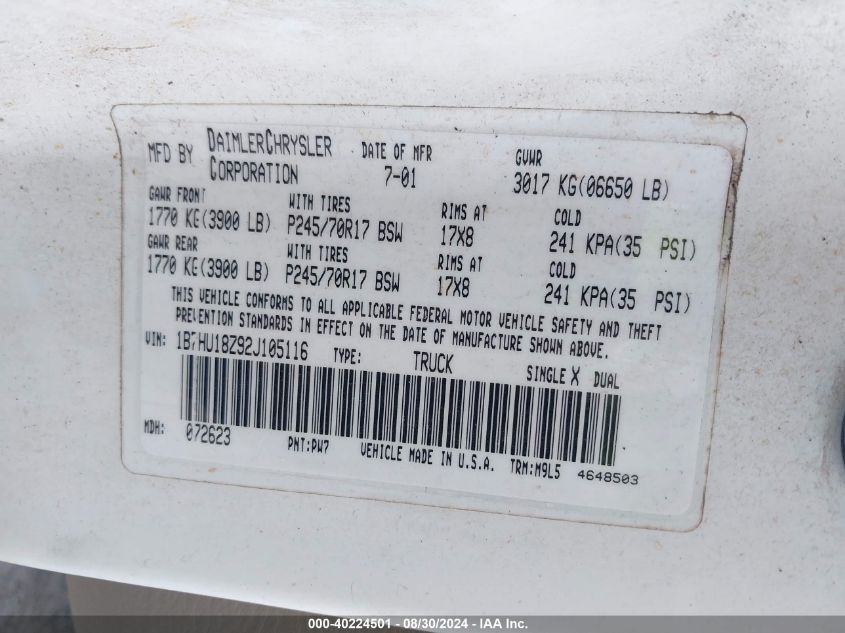 MFD BY DAIMLERCHRYSLER CORPORATION DATE OF MFR 7-01 GVWR 3017 KG(06650 LB)
GAWR FRONT WITH TIRES RIMS AT COLD
1770 KG(3900 LB) P245/70R17 BSW 17X8 241 KPA(35 PSI)
GAWR REAR WITH TIRES RIMS AT COLD
1770 KG(3900 LB) P245/70R17 BSW 17X8 241 KPA(35 PSI)
THIS VEHICLE CONFORMS TO ALL APPLICABLE FEDERAL MOTOR VEHICLE SAFETY AND THEFT
PREVENTION STANDARDS IN EFFECT ON THE DATE OF MANUFACTURE SHOWN ABOVE.
VIN: 1B7HU18Z92J105116 TYPE: TRUCK SINGLE X DUAL
MDH: 072623 PNT:PW7 VEHICLE MADE IN U.S.A. TRM:M9L5 4648503
000-40224501 - 08/30/2024 - IAA Inc.